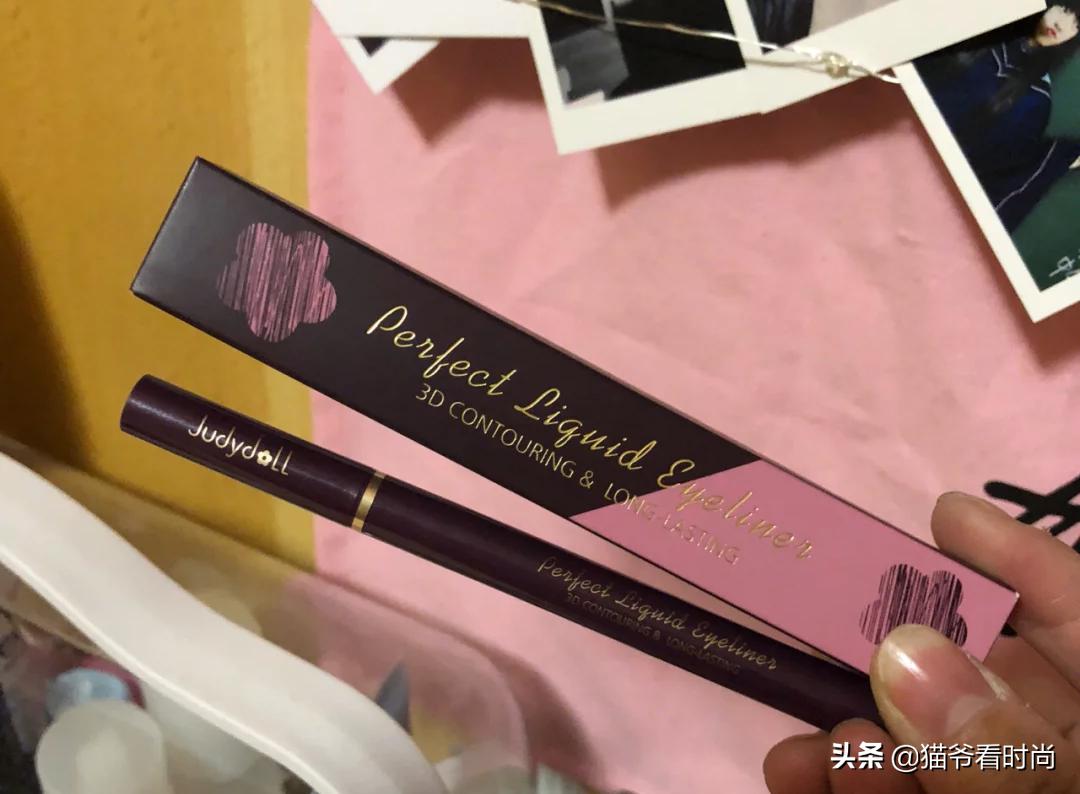 Perfect Liquid Eyeliner
3D CONTOURING & LONG-LASTING
Judydoll
Perfect Liquid Eyeliner
3D CONTOURING & LONG-LASTING
头条 @猫爷看时尚